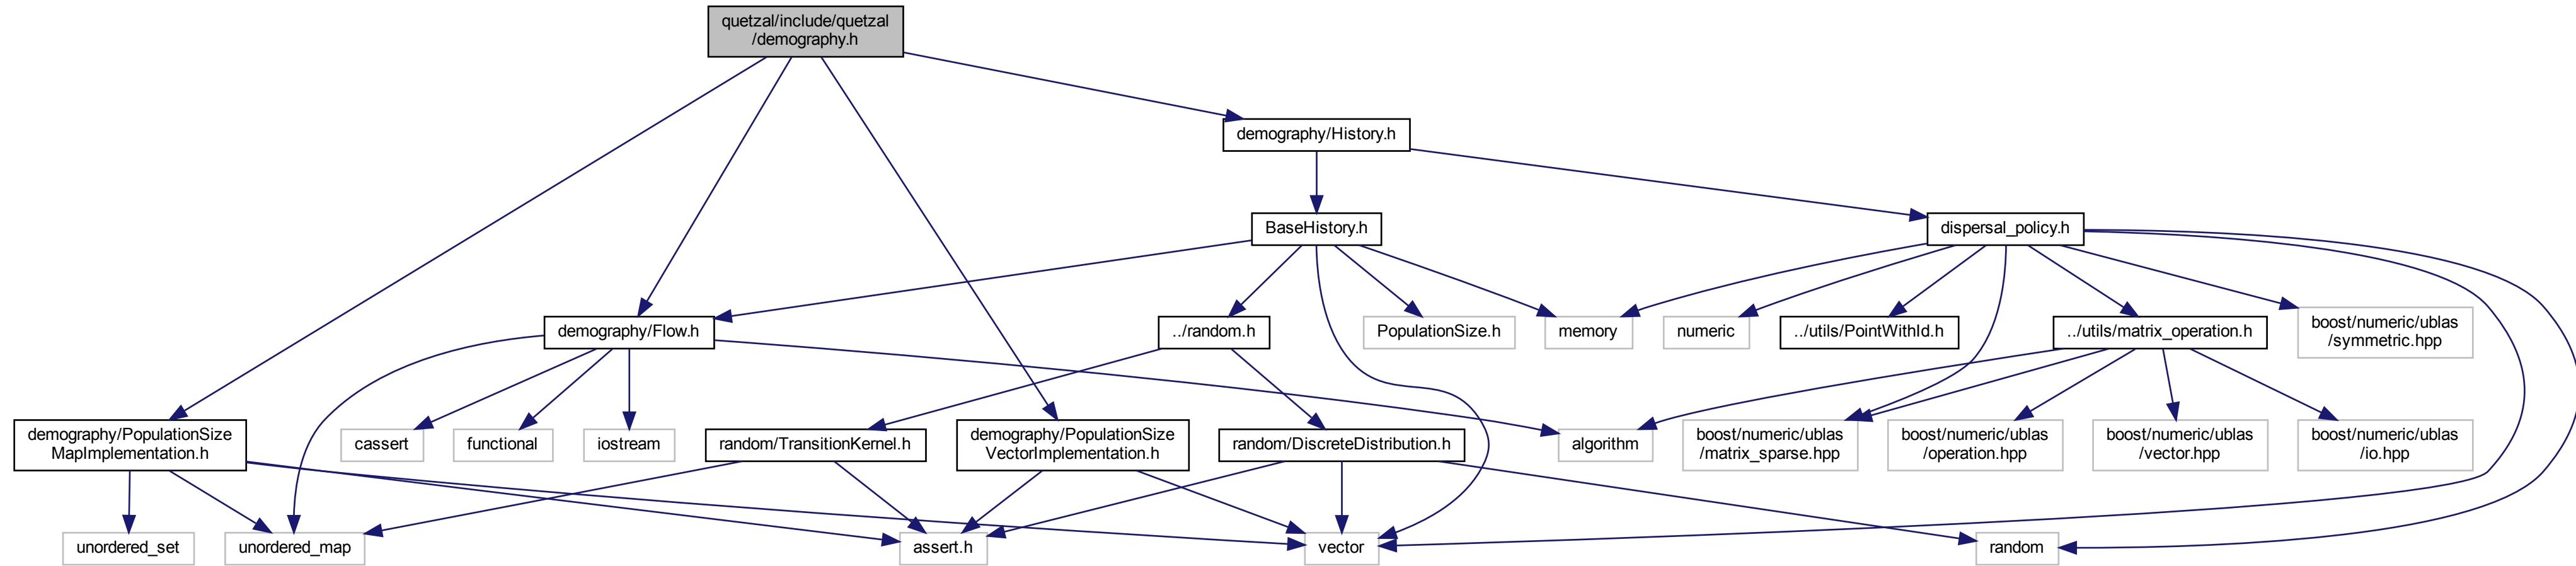 quetzal/include/quetzal
/demography.h
demography/History.h
BaseHistory.h
dispersal_policy.h
demography/Flow.h
../random.h
PopulationSize.h
memory
numeric
../utils/PointWithId.h
../utils/matrix_operation.h
boost/numeric/ublas
/symmetric.hpp
demography/PopulationSize
MapImplementation.h
cassert
functional
iostream
random/TransitionKernel.h
demography/PopulationSize
VectorImplementation.h
random/DiscreteDistribution.h
algorithm
boost/numeric/ublas
/matrix_sparse.hpp
boost/numeric/ublas
/operation.hpp
boost/numeric/ublas
/vector.hpp
boost/numeric/ublas
/io.hpp
unordered_set
unordered_map
assert.h
vector
random